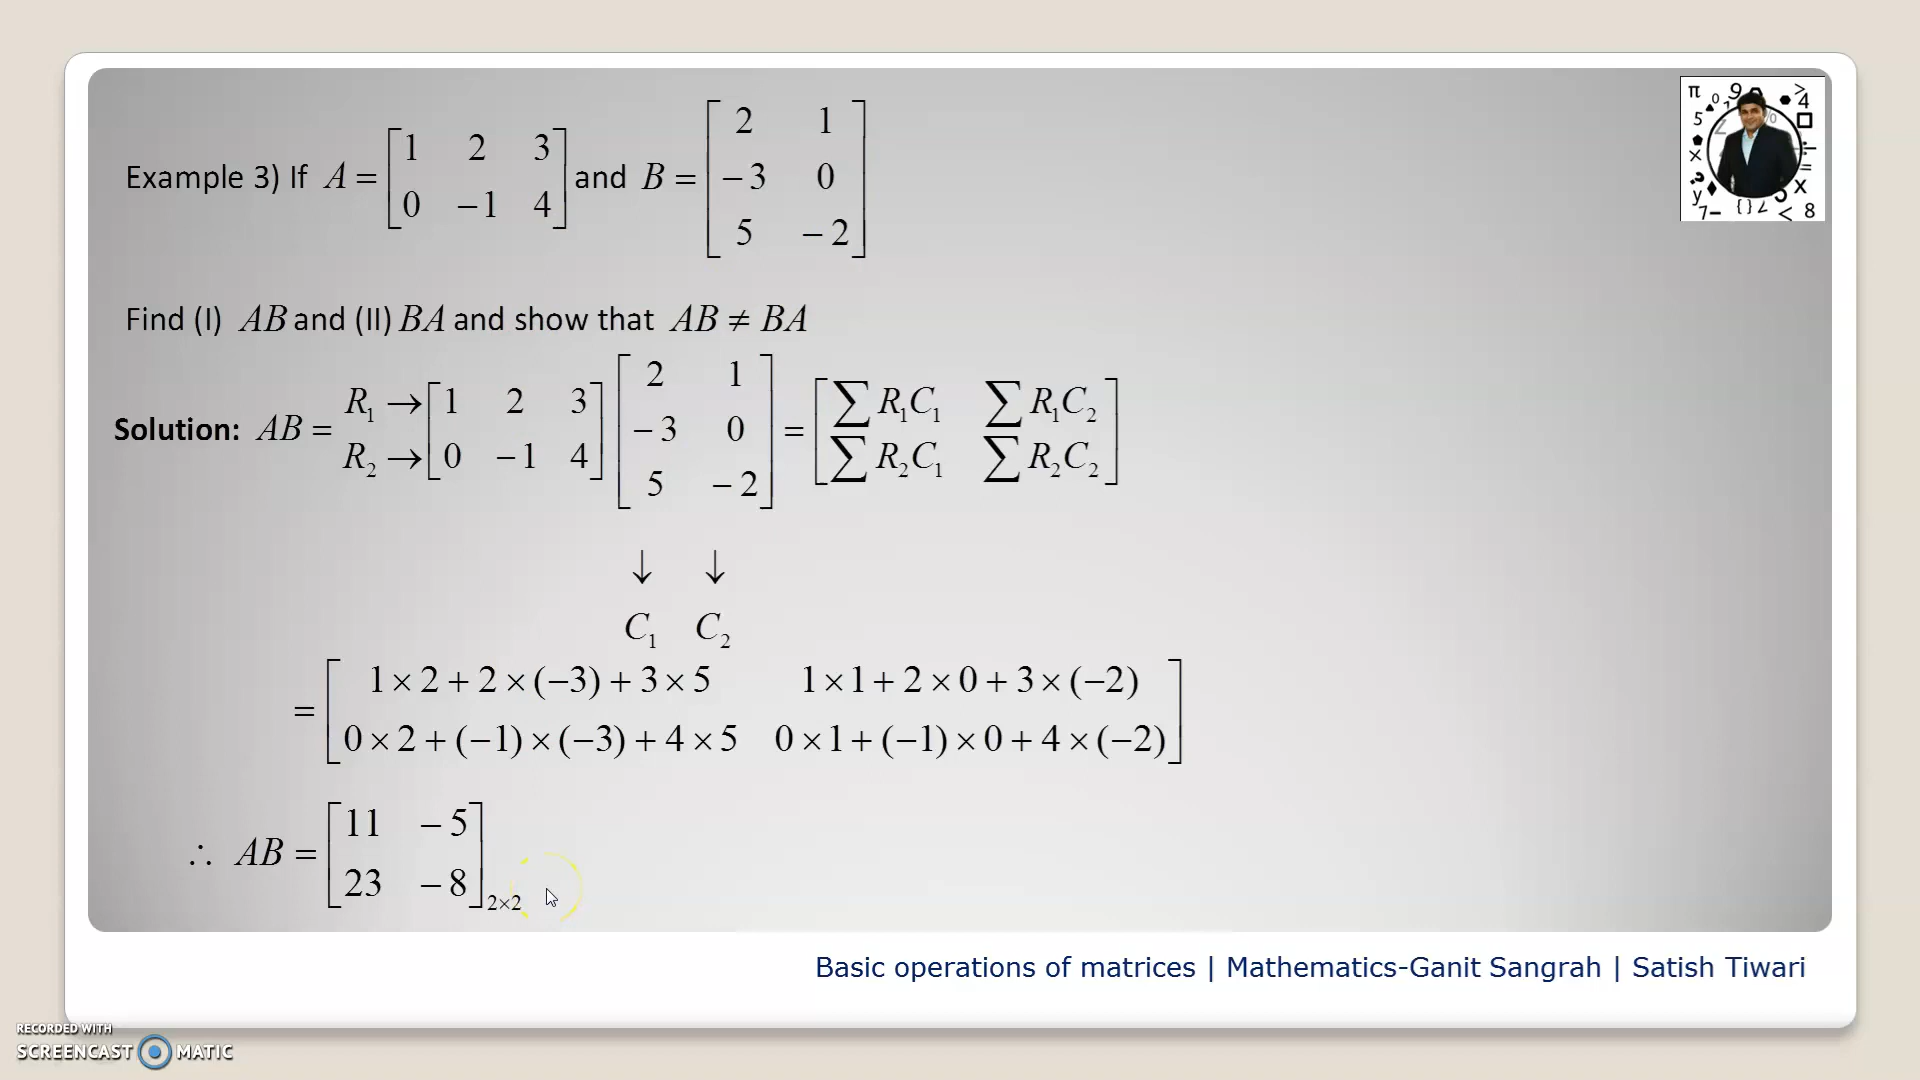 Example 3) If A = [1 2 3; 0 −1 4] and B = [2 1; −3 0; 5 −2]
Find (I) AB and (II) BA and show that AB ≠ BA
Solution: AB = R₁ → R₂ → [1 2 3; 0 −1 4] [2 1; −3 0; 5 −2] = [∑R₁C₁ ∑R₁C₂; ∑R₂C₁ ∑R₂C₂]
↓ ↓
C₁ C₂
= [1×2+2×(−3)+3×5 1×1+2×0+3×(−2); 0×2+(−1)×(−3)+4×5 0×1+(−1)×0+4×(−2)]
∴ AB = [11 −5; 23 −8]₂ₓ₂
Basic operations of matrices | Mathematics-Ganit Sangrah | Satish Tiwari
RECORDED WITH
SCREENCAST MATIC